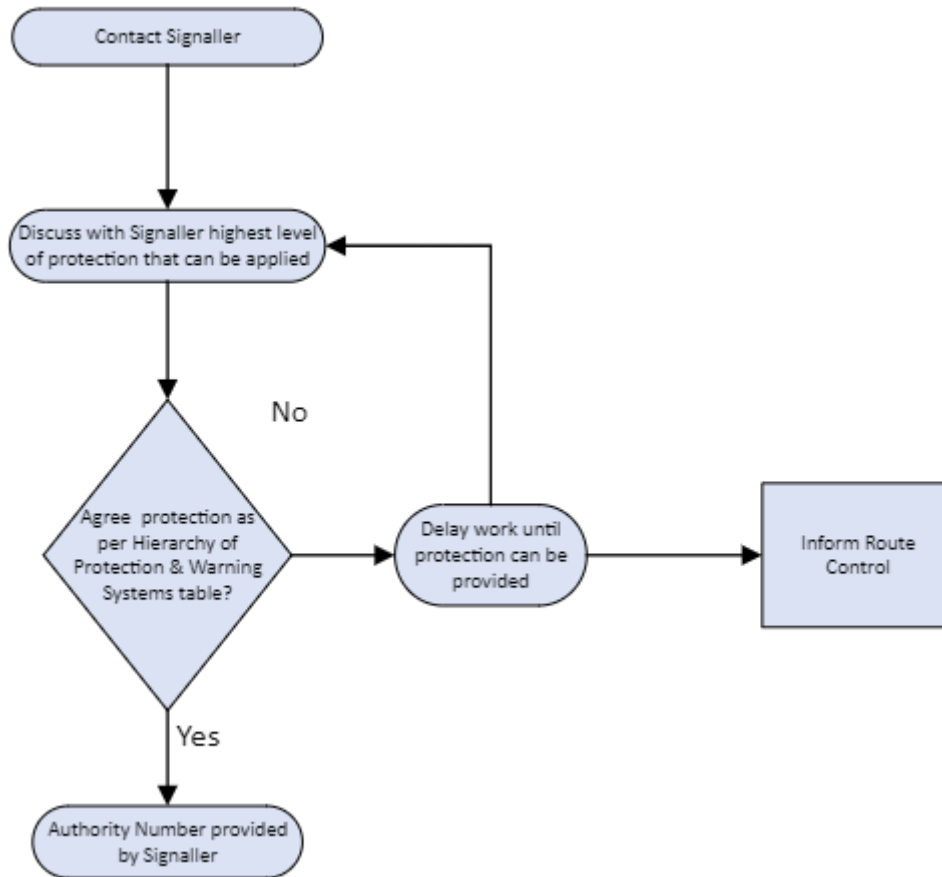 Contact Signaller
Discuss with Signaller highest level
of protection that can be applied
No
Agree protection as
per Hierarchy of
Protection & Warning
Systems table?
Delay work until
protection can be
provided
Inform Route
Control
Yes
Authority Number provided
by Signaller